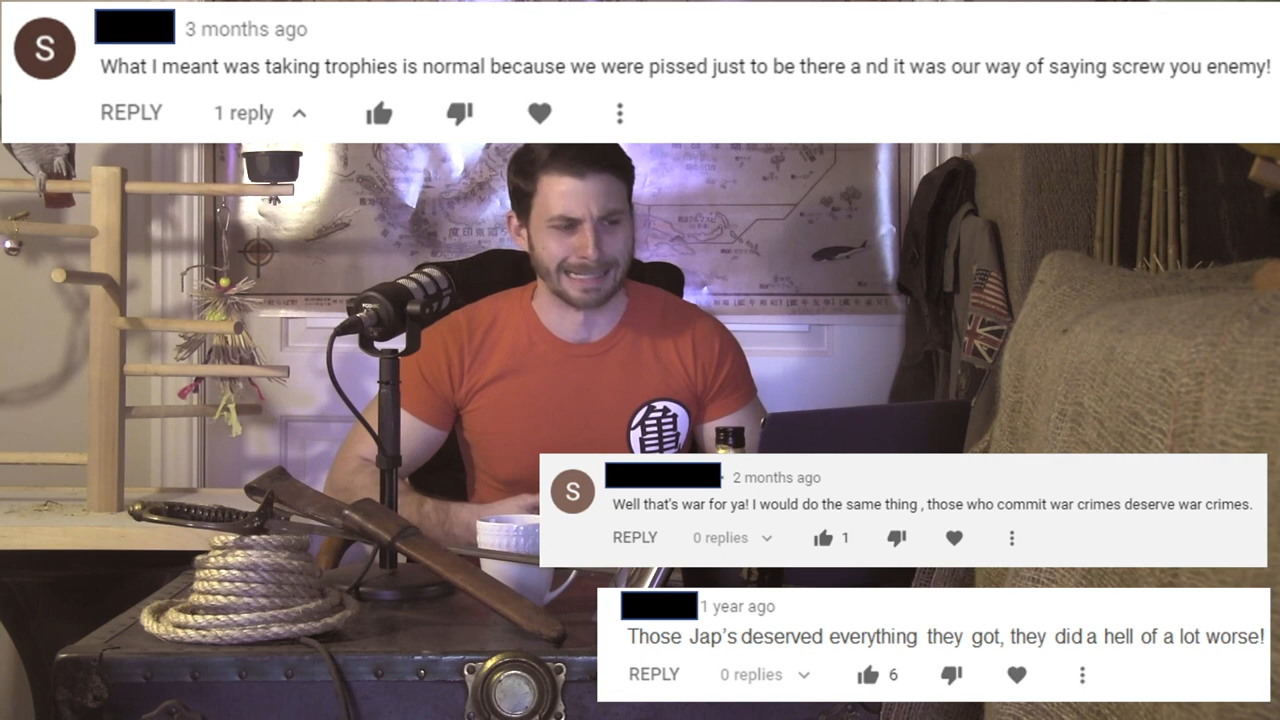 S
3 months ago
What I meant was taking trophies is normal because we were pissed just to be there a nd it was our way of saying screw you enemy!
REPLY 1 reply
亀
S
2 months ago
Well that's war for ya! I would do the same thing , those who commit war crimes deserve war crimes.
REPLY 0 replies 1
1 year ago
Those Jap's deserved everything they got, they did a hell of a lot worse!
REPLY 0 replies 6